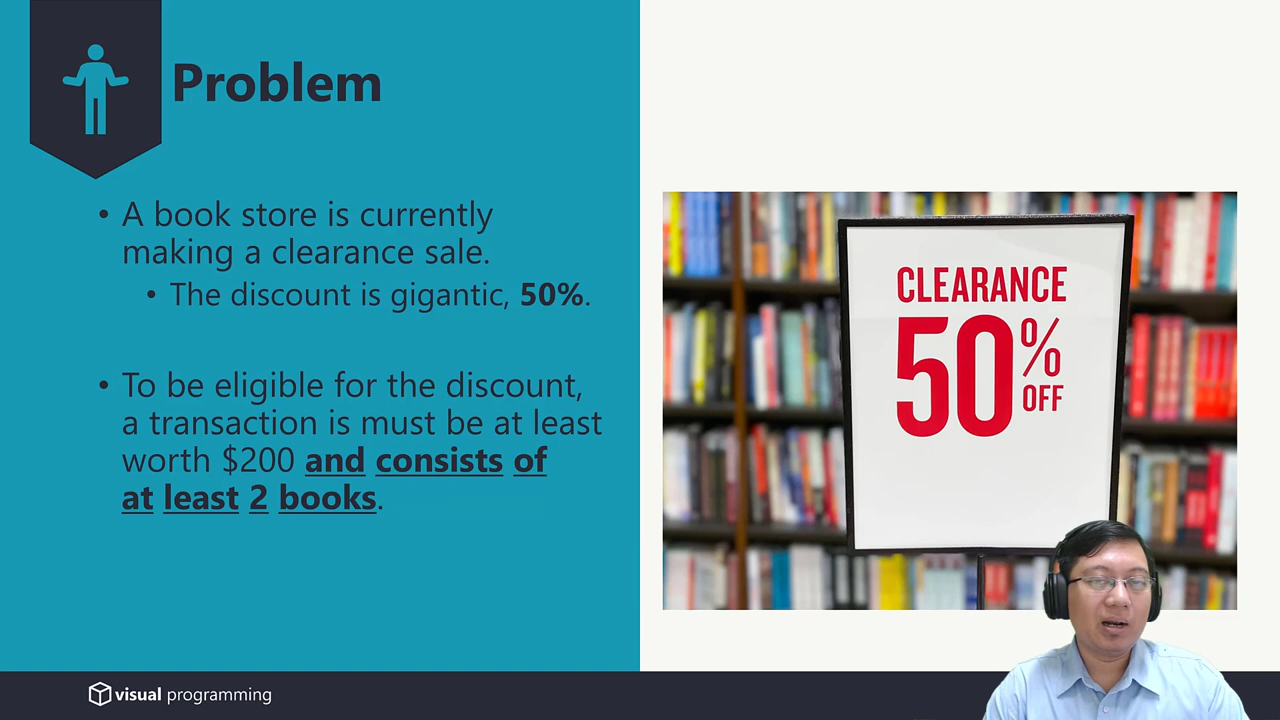 Problem
• A book store is currently
making a clearance sale.
• The discount is gigantic, 50%.
• To be eligible for the discount,
a transaction is must be at least
worth $200 and consists of
at least 2 books.
CLEARANCE
50%
OFF
visual programming